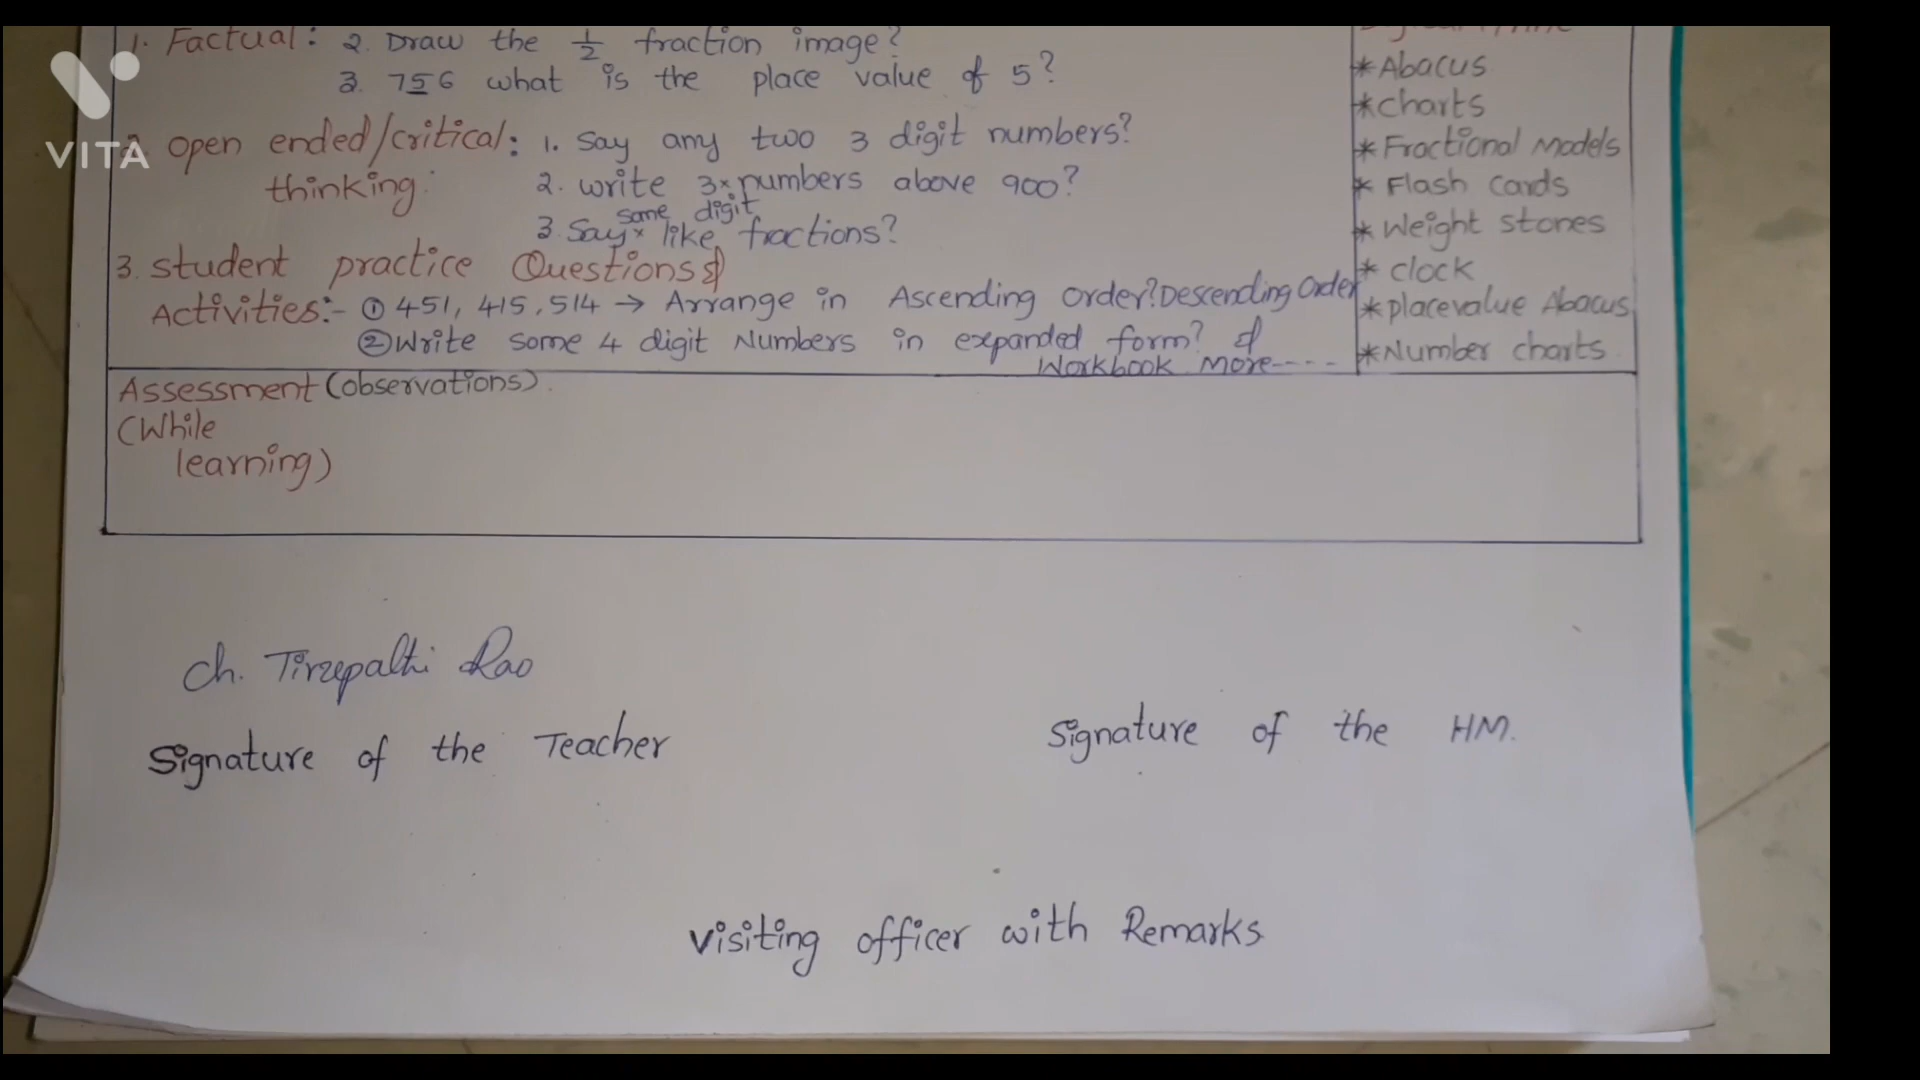 1. Factual: 2. Draw the 1/2 fraction image?
3. 756 what is the place value of 5?
2 open ended/critical: 1. Say any two 3 digit numbers?
thinking: 2. write 3 digit numbers above 900?
3. Say some like fractions?
3. Student practice Questions &
Activities:- ① 451, 415, 514 → Arrange in Ascending order? Descending Order
② Write some 4 digit Numbers in expanded form? &
Workbook more----
* Abacus
* charts
* Fractional Models
* Flash Cards
* Weight stones
* clock
* placevalue Abacus
* Number charts
Assessment (observations).
(While
learning)
Ch. Tirupathi Rao
Signature of the Teacher
Signature of the HM.
visiting officer with Remarks
VITA